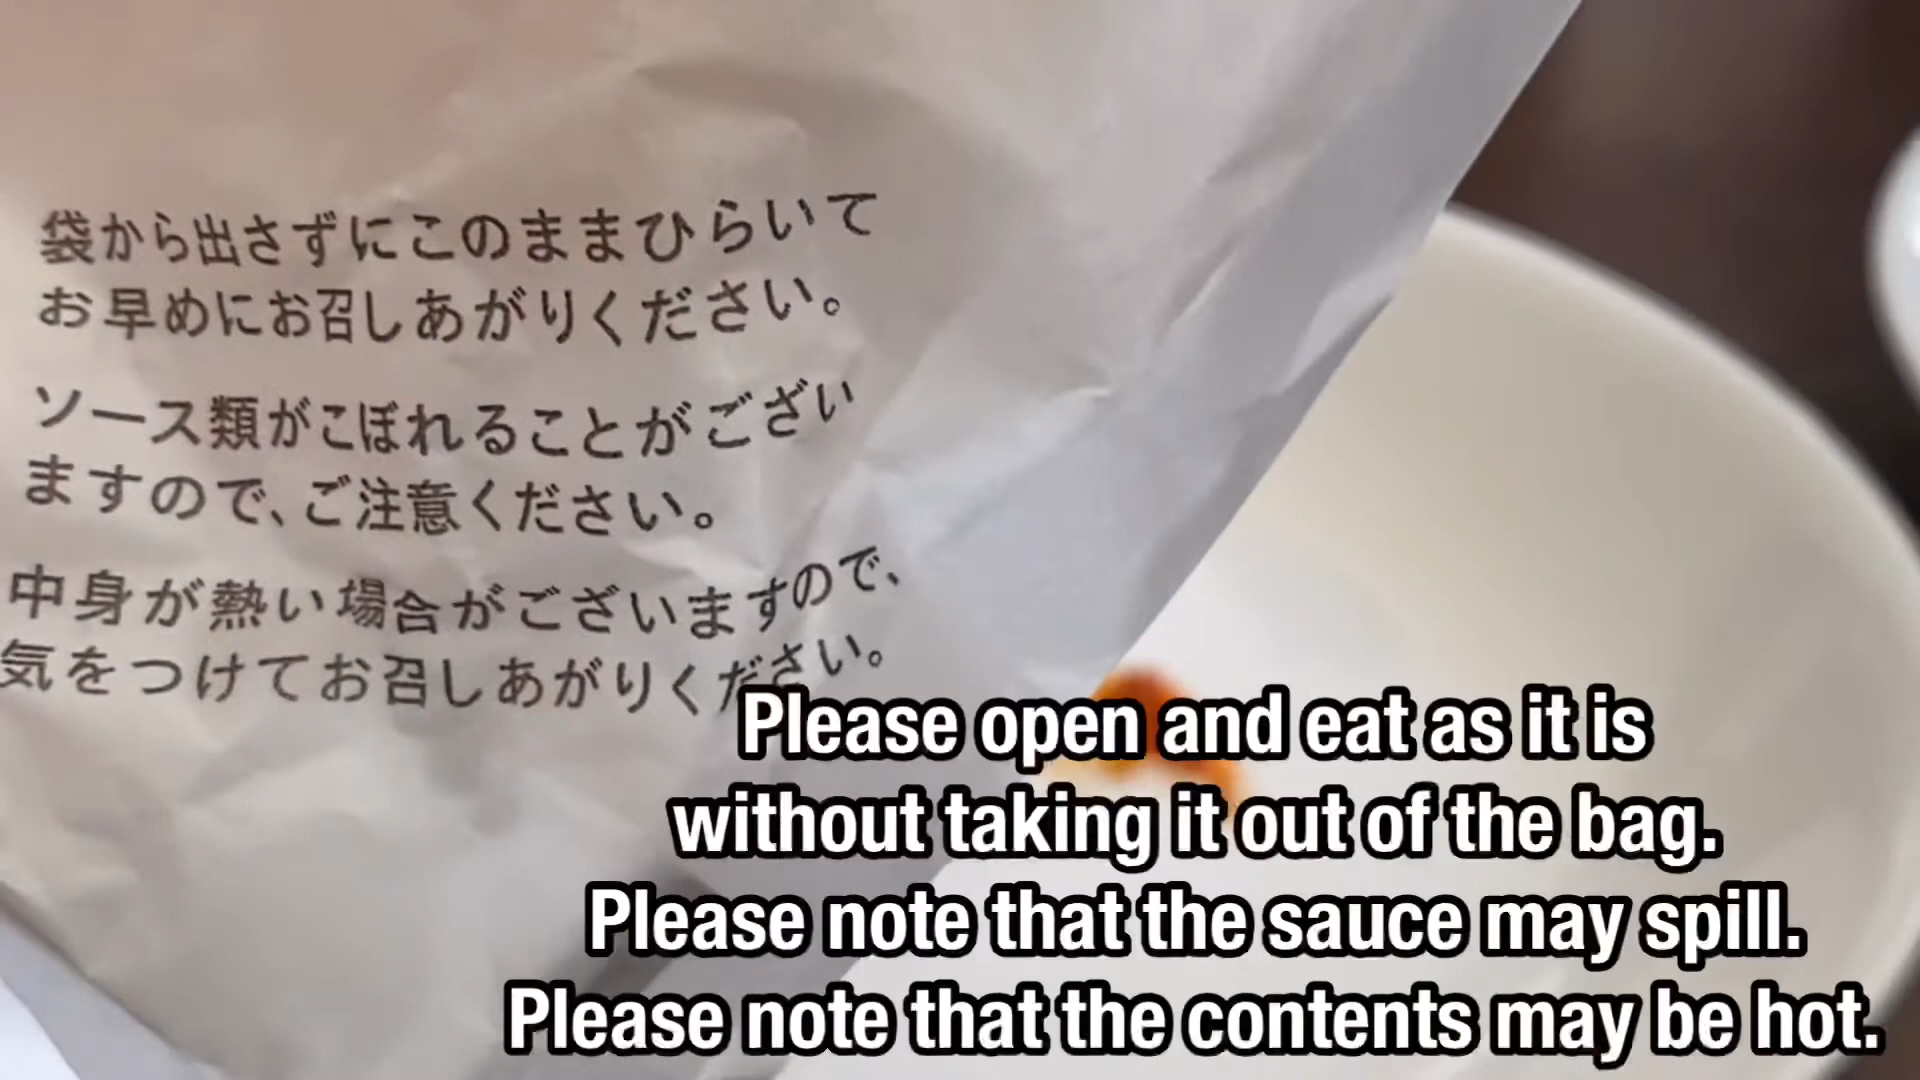 袋から出さずにこのままひらいて
お早めにお召しあがりください。
ソース類がこぼれることがござい
ますので、ご注意ください。
中身が熱い場合がございますので、
気をつけてお召しあがりください。
Please open and eat as it is
without taking it out of the bag.
Please note that the sauce may spill.
Please note that the contents may be hot.